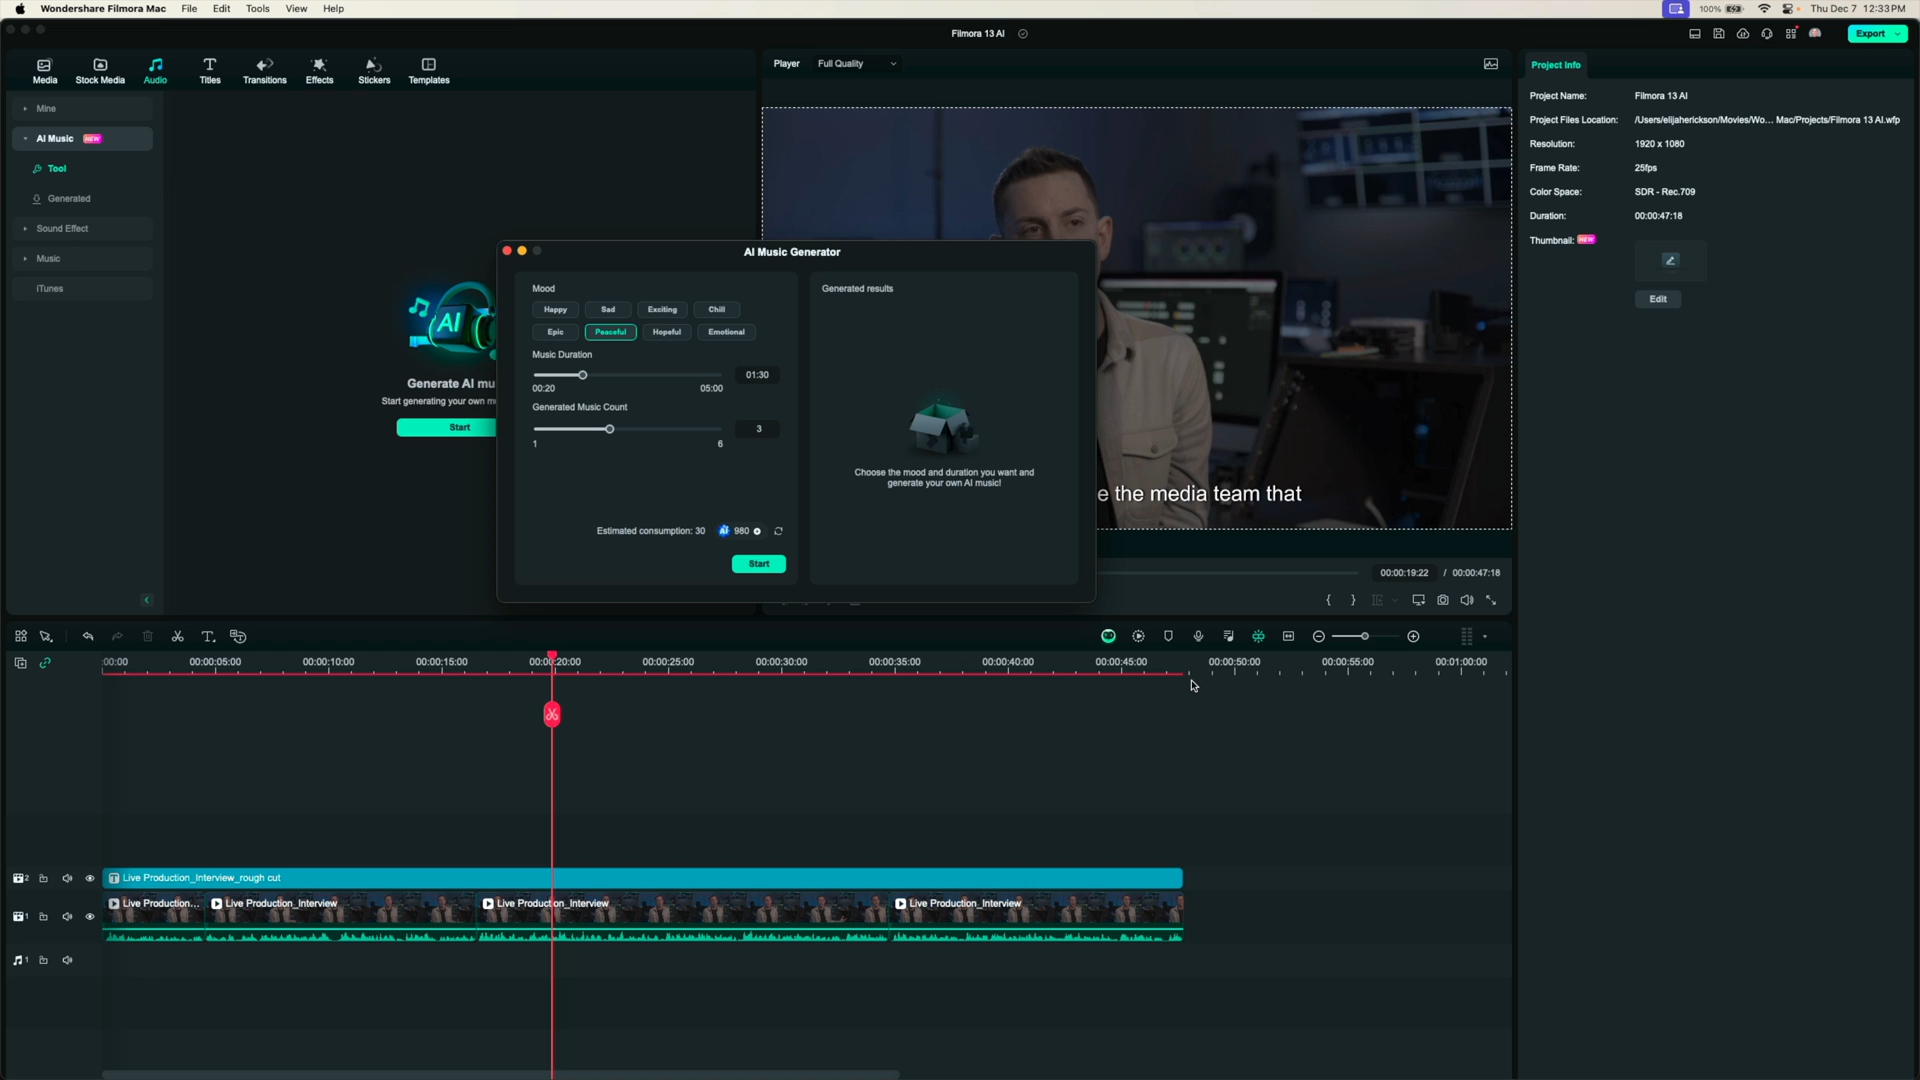 Wondershare Filmora Mac File Edit Tools View Help
100% Thu Dec 7 12:33 PM
Filmora 13 AI
Export
Media Stock Media Audio Titles Transitions Effects Stickers Templates
Player Full Quality
Project Info
Mine
AI Music NEW
Tool
Generated
Sound Effect
Music
iTunes
AI
Generate AI mu
Start generating your own m
Start
AI Music Generator
Mood
Happy Sad Exciting Chill
Epic Peaceful Hopeful Emotional
Music Duration
01:30
00:20 05:00
Generated Music Count
3
1 6
Estimated consumption: 30 AI 980
Start
Generated results
Choose the mood and duration you want and
generate your own AI music!
e the media team that
00:00:19:22 / 00:00:47:18
Project Name: Filmora 13 AI
Project Files Location: /Users/elijaherickson/Movies/Wo... Mac/Projects/Filmora 13 AI.wfp
Resolution: 1920 x 1080
Frame Rate: 25fps
Color Space: SDR - Rec.709
Duration: 00:00:47:18
Thumbnail: NEW
Edit
:00:00 00:00:05:00 00:00:10:00 00:00:15:00 00:00:20:00 00:00:25:00 00:00:30:00 00:00:35:00 00:00:40:00 00:00:45:00 00:00:50:00 00:00:55:00 00:01:00:00
2 Live Production_Interview_rough cut
1 Live Production... Live Production_Interview Live Production_Interview Live Production_Interview
1